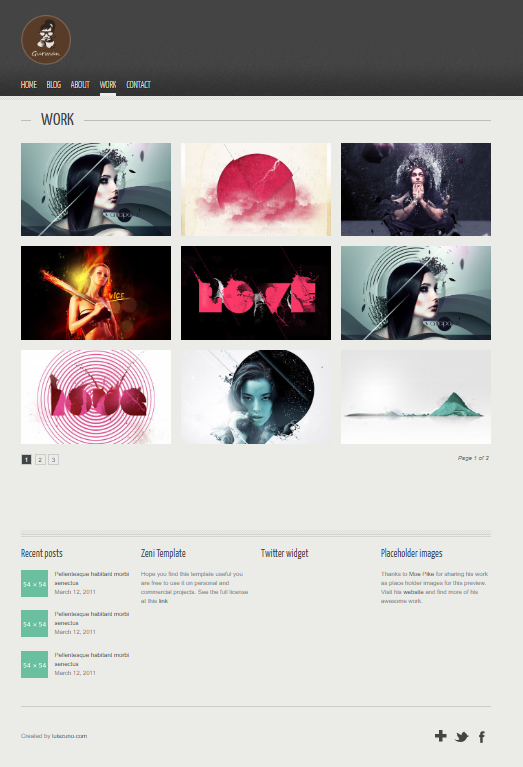 Gurman
HOME BLOG ABOUT WORK CONTACT
WORK
VICE
LOVE
LOVE
1 2 3
Page 1 of 2
Recent posts
54 × 54
Pellentesque habitant morbi
senectus
March 12, 2011
54 × 54
Pellentesque habitant morbi
senectus
March 12, 2011
54 × 54
Pellentesque habitant morbi
senectus
March 12, 2011
Zeni Template
Hope you find this template useful you
are free to use it on personal and
commercial projects. See the full license
at this link
Twitter widget
Placeholder images
Thanks to Mue Pike for sharing his work
as place holder images for this preview.
Visit his website and find more of his
awesome work.
Created by luiszuno.com